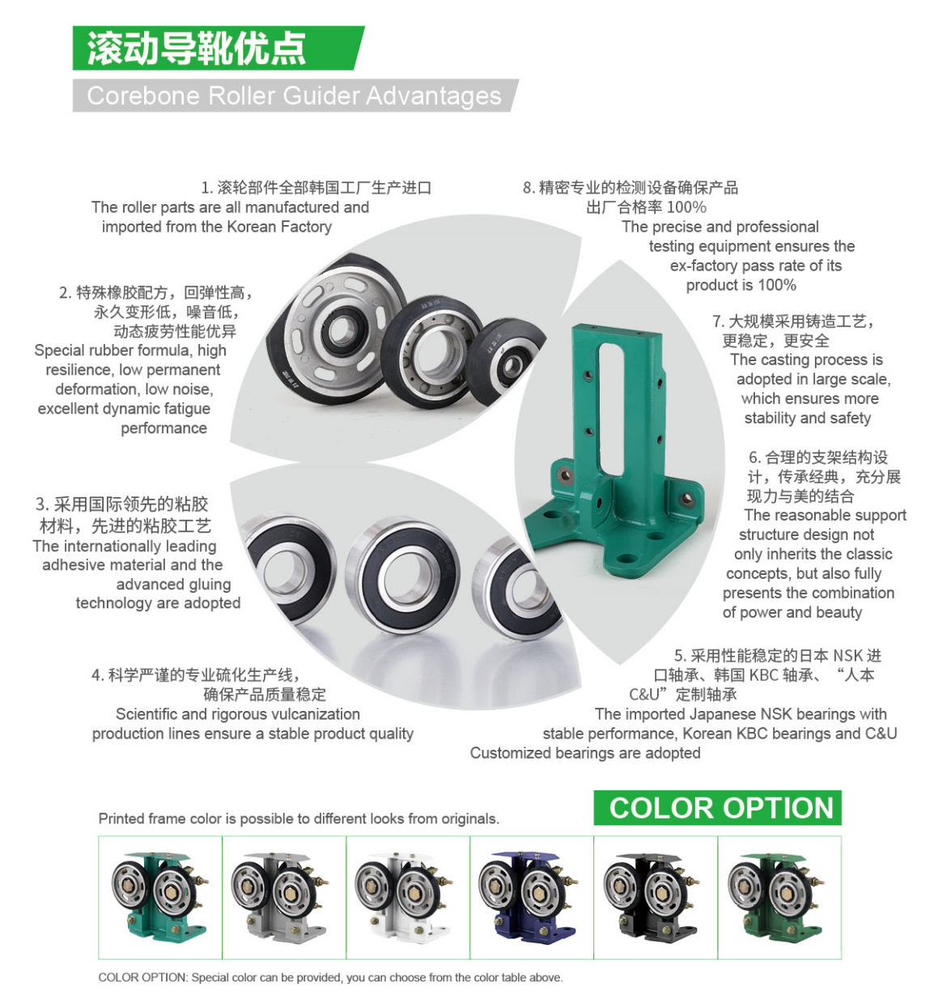 滚动导靴优点
Corebone Roller Guider Advantages
1. 滚轮部件全部韩国工厂生产进口
The roller parts are all manufactured and
imported from the Korean Factory
2. 特殊橡胶配方，回弹性高，
永久变形低，噪音低，
动态疲劳性能优异
Special rubber formula, high
resilience, low permanent
deformation, low noise,
excellent dynamic fatigue
performance
3. 采用国际领先的粘胶
材料，先进的粘胶工艺
The internationally leading
adhesive material and the
advanced gluing
technology are adopted
4. 科学严谨的专业硫化生产线，
确保产品质量稳定
Scientific and rigorous vulcanization
production lines ensure a stable product quality
8. 精密专业的检测设备确保产品
出厂合格率 100%
The precise and professional
testing equipment ensures the
ex-factory pass rate of its
product is 100%
7. 大规模采用铸造工艺，
更稳定，更安全
The casting process is
adopted in large scale,
which ensures more
stability and safety
6. 合理的支架结构设
计，传承经典，充分展
现力与美的结合
The reasonable support
structure design not
only inherits the classic
concepts, but also fully
presents the combination
of power and beauty
5. 采用性能稳定的日本 NSK 进
口轴承、韩国 KBC 轴承、“人本
C&U”定制轴承
The imported Japanese NSK bearings with
stable performance, Korean KBC bearings and C&U
Customized bearings are adopted
COLOR OPTION
Printed frame color is possible to different looks from originals.
COLOR OPTION: Special color can be provided, you can choose from the color table above.